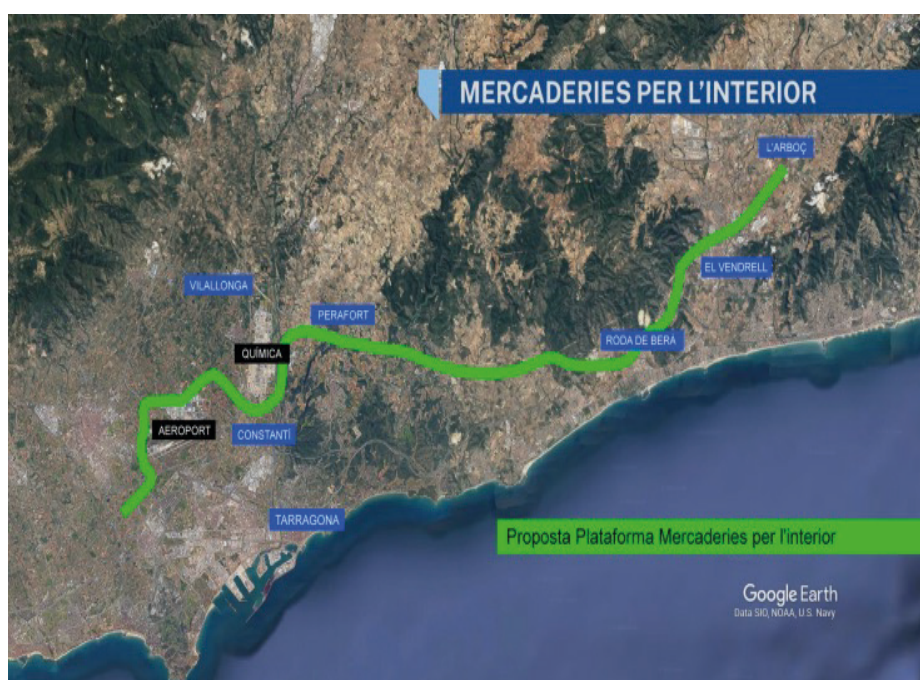 MERCADERIES PER L'INTERIOR
L'ARBOÇ
EL VENDRELL
VILALLONGA
PERAFORT
RODA DE BERÀ
QUÍMICA
AEROPORT
CONSTANTÍ
TARRAGONA
Proposta Plataforma Mercaderies per l'interior
Google Earth
Data SIO, NOAA, U.S. Navy